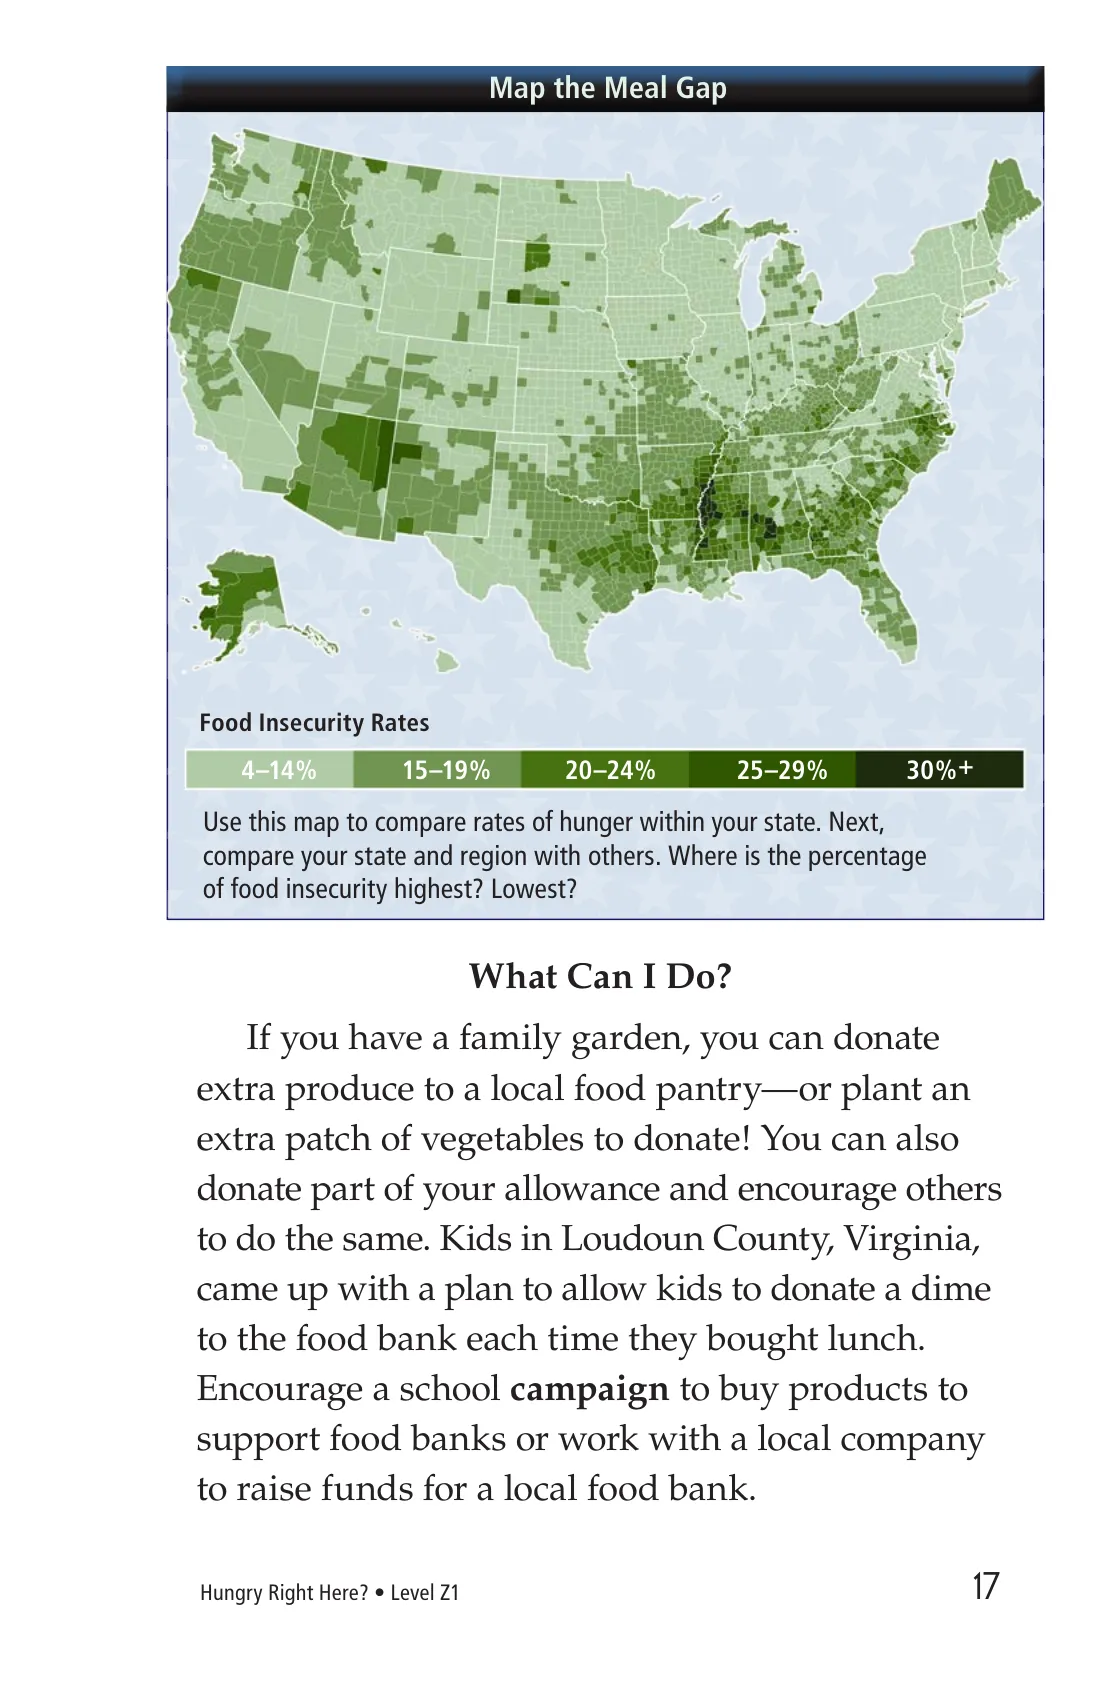 Map the Meal Gap
Food Insecurity Rates
4–14% 15–19% 20–24% 25–29% 30%+
Use this map to compare rates of hunger within your state. Next,
compare your state and region with others. Where is the percentage
of food insecurity highest? Lowest?
What Can I Do?
If you have a family garden, you can donate
extra produce to a local food pantry—or plant an
extra patch of vegetables to donate! You can also
donate part of your allowance and encourage others
to do the same. Kids in Loudoun County, Virginia,
came up with a plan to allow kids to donate a dime
to the food bank each time they bought lunch.
Encourage a school campaign to buy products to
support food banks or work with a local company
to raise funds for a local food bank.
Hungry Right Here? • Level Z1 17